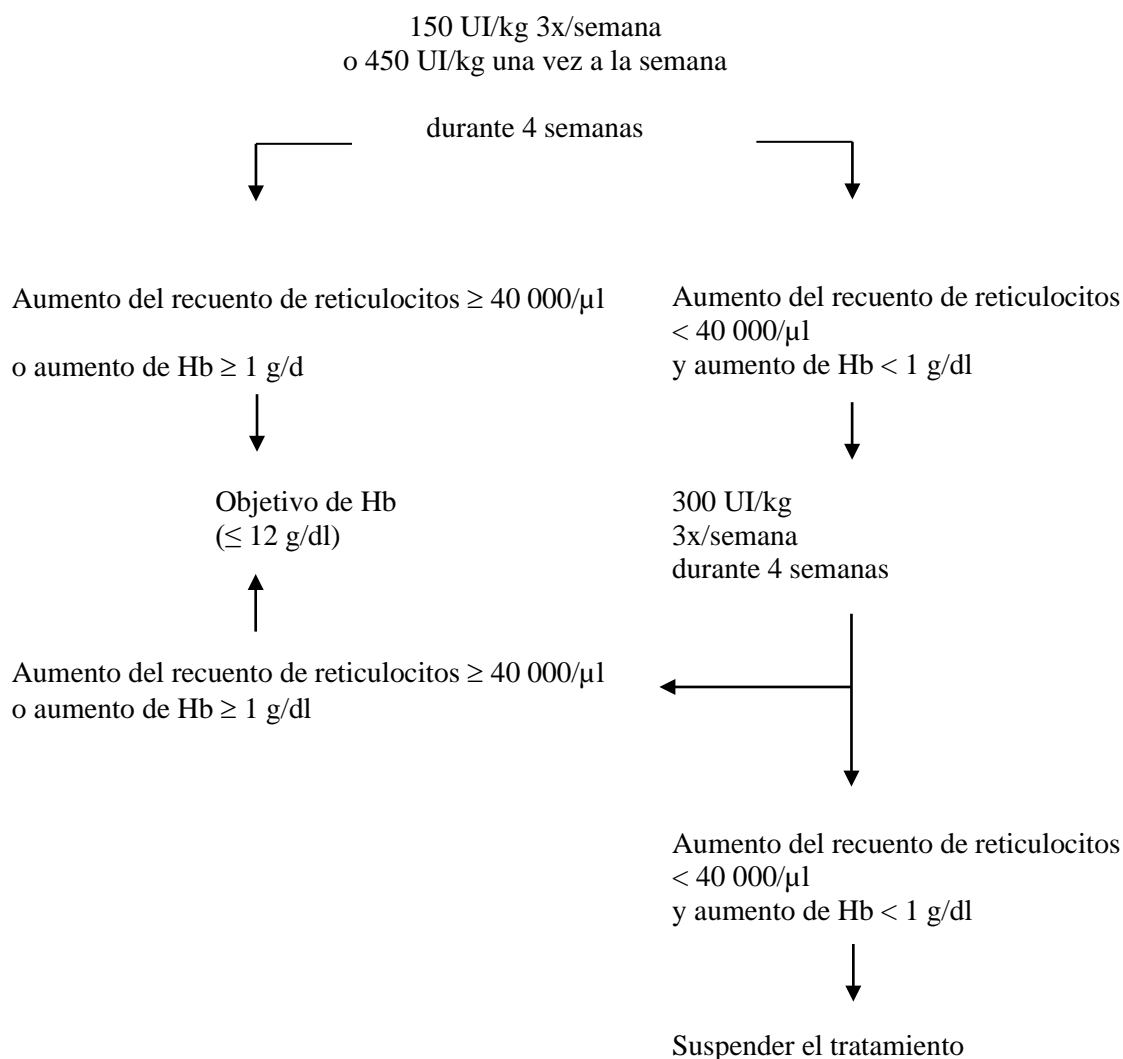 150 UI/kg 3x/semana
o 450 UI/kg una vez a la semana
durante 4 semanas
Aumento del recuento de reticulocitos ≥ 40 000/µl
o aumento de Hb ≥ 1 g/d
Aumento del recuento de reticulocitos
< 40 000/µl
y aumento de Hb < 1 g/dl
Objetivo de Hb
(≤ 12 g/dl)
300 UI/kg
3x/semana
durante 4 semanas
Aumento del recuento de reticulocitos ≥ 40 000/µl
o aumento de Hb ≥ 1 g/dl
Aumento del recuento de reticulocitos
< 40 000/µl
y aumento de Hb < 1 g/dl
Suspender el tratamiento